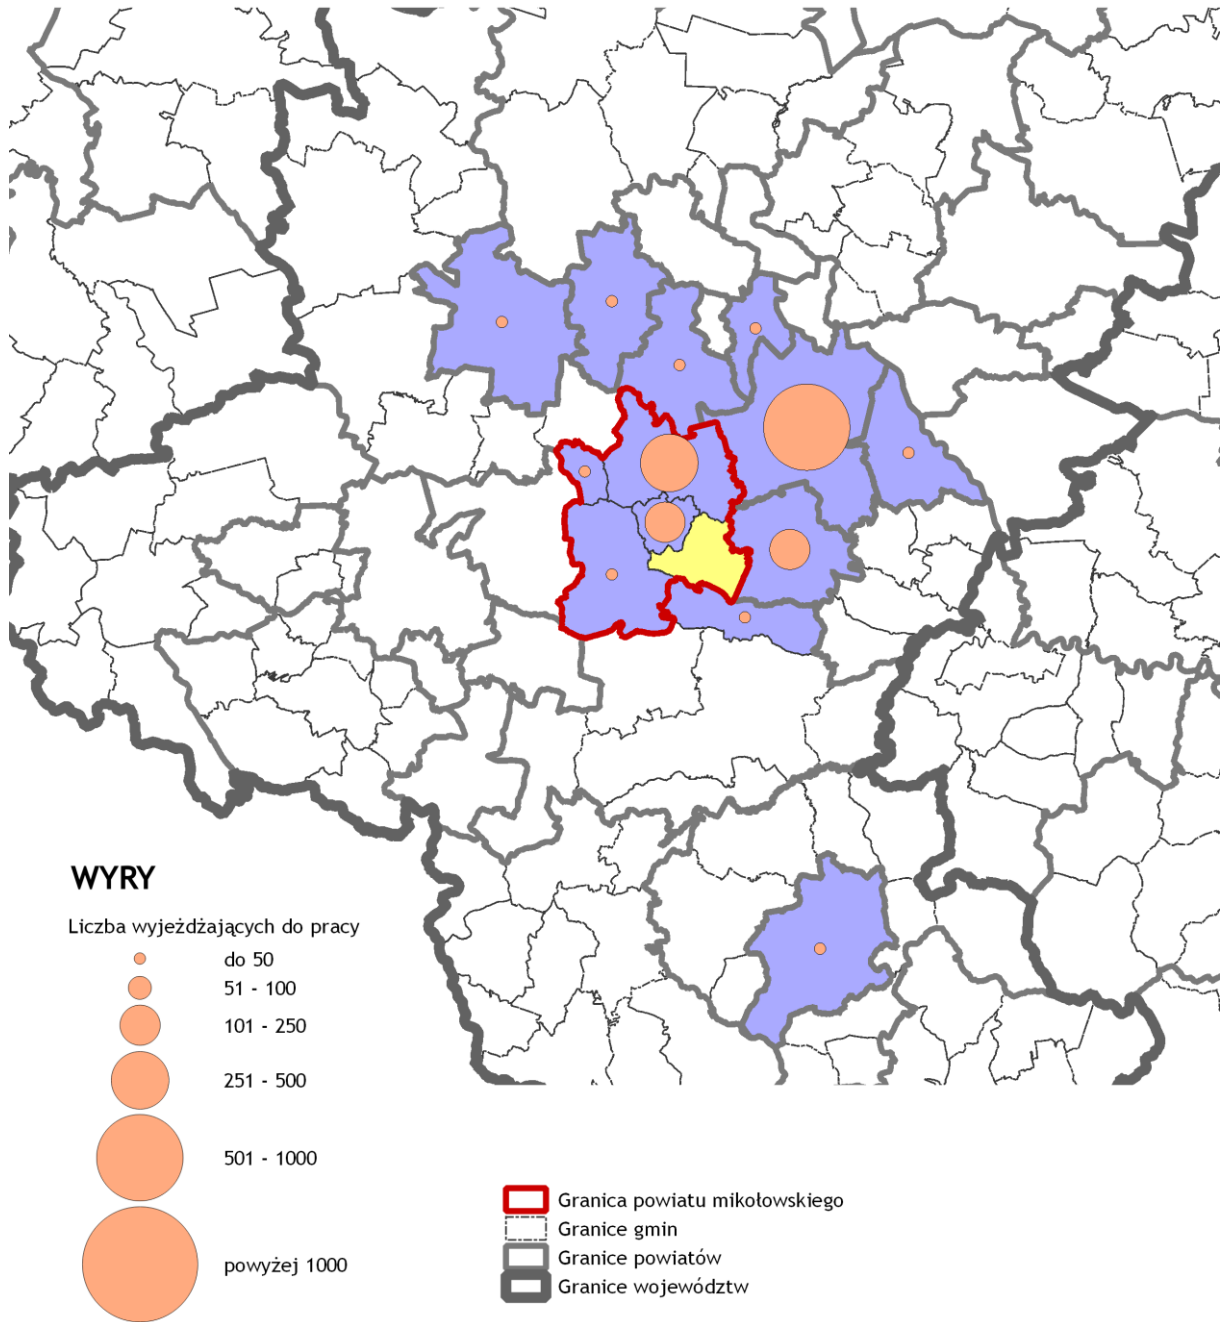 WYRY
Liczba wyjeżdżających do pracy
do 50
51 - 100
101 - 250
251 - 500
501 - 1000
powyżej 1000
Granica powiatu mikołowskiego
Granice gmin
Granice powiatów
Granice województw